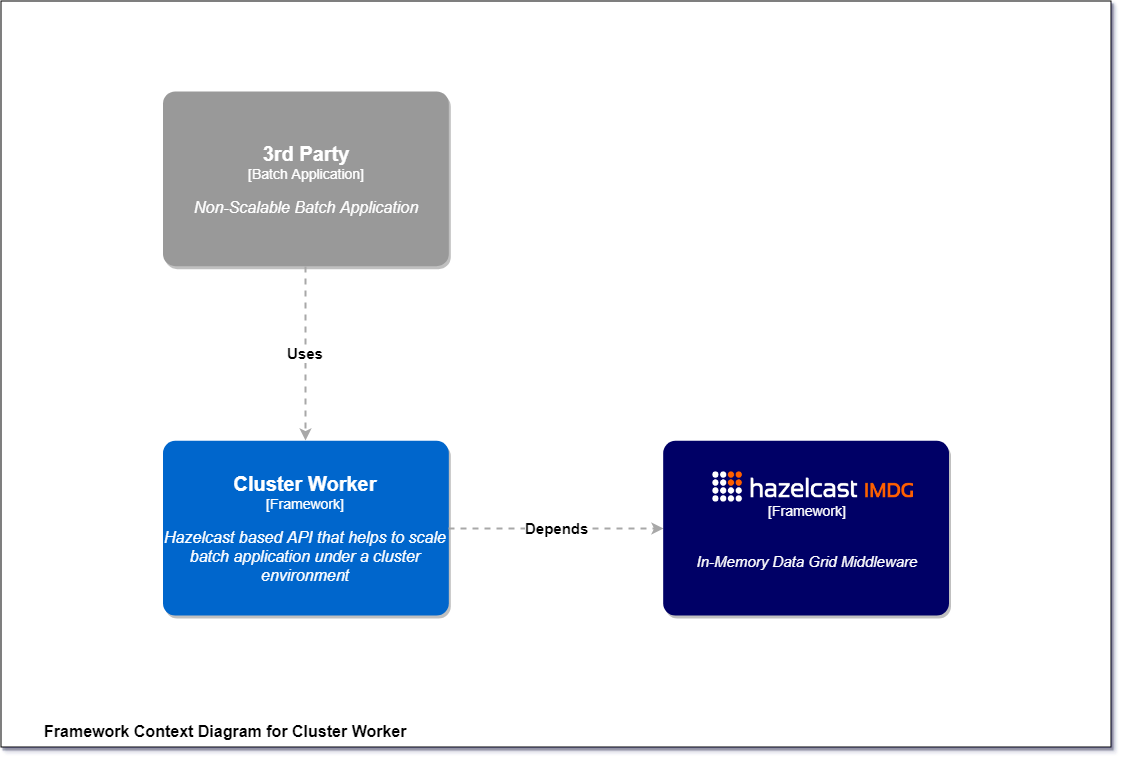 3rd Party
[Batch Application]
Non-Scalable Batch Application
Uses
Cluster Worker
[Framework]
Hazelcast based API that helps to scale
batch application under a cluster
environment
Depends
hazelcast IMDG
[Framework]
In-Memory Data Grid Middleware
Framework Context Diagram for Cluster Worker